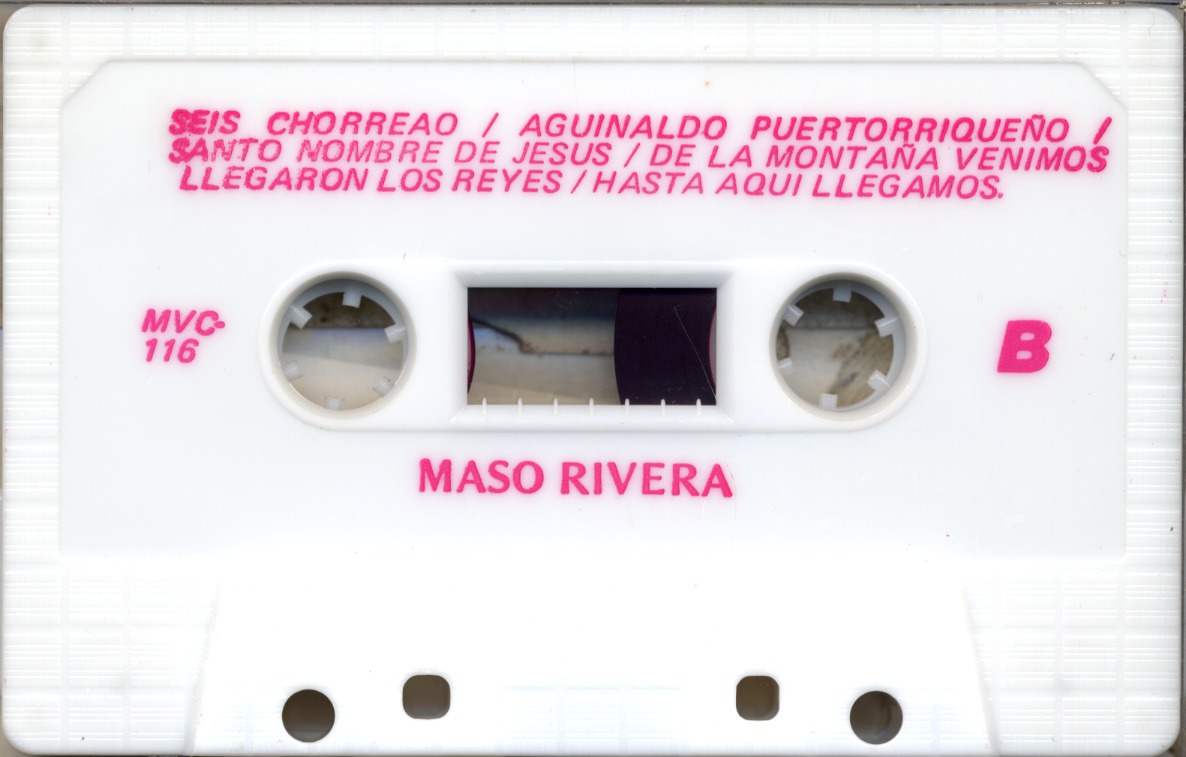 SEIS CHORREAO / AGUINALDO PUERTORRIQUEÑO /
SANTO NOMBRE DE JESUS / DE LA MONTAÑA VENIMOS
LLEGARON LOS REYES / HASTA AQUI LLEGAMOS.
MVC-
116
B
MASO RIVERA